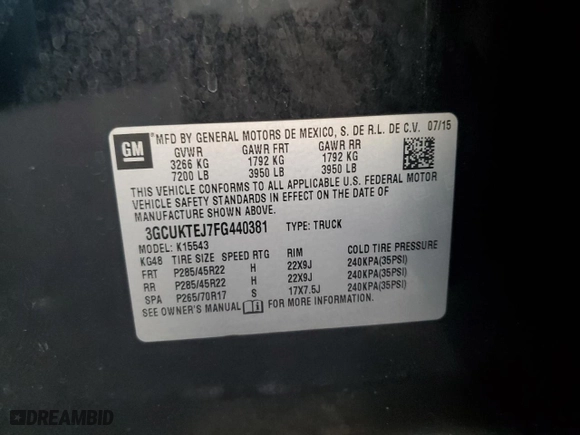 GM
MFD BY GENERAL MOTORS DE MEXICO, S. DE R.L. DE C.V. 07/15
GVWR GAWR FRT GAWR RR
3266 KG 1792 KG 1792 KG
7200 LB 3950 LB 3950 LB
THIS VEHICLE CONFORMS TO ALL APPLICABLE U.S. FEDERAL MOTOR
VEHICLE SAFETY STANDARDS IN EFFECT ON THE DATE OF
MANUFACTURE SHOWN ABOVE.
3GCUKTEJ7FG440381 TYPE: TRUCK
MODEL: K15543
KG48 TIRE SIZE SPEED RTG RIM COLD TIRE PRESSURE
FRT P285/45R22 H 22X9J 240KPA(35PSI)
RR P285/45R22 H 22X9J 240KPA(35PSI)
SPA P265/70R17 S 17X7.5J 240KPA(35PSI)
SEE OWNER'S MANUAL FOR MORE INFORMATION.
DREAMBID